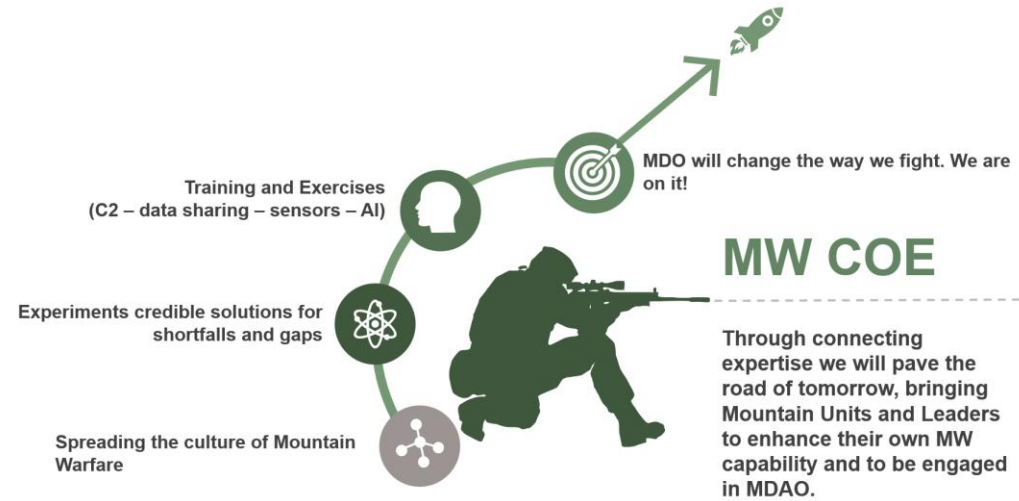 MDO will change the way we fight. We are
on it!
Training and Exercises
(C2 – data sharing – sensors – AI)
MW COE
Experiments credible solutions for
shortfalls and gaps
Through connecting
expertise we will pave the
road of tomorrow, bringing
Mountain Units and Leaders
to enhance their own MW
capability and to be engaged
in MDAO.
Spreading the culture of Mountain
Warfare